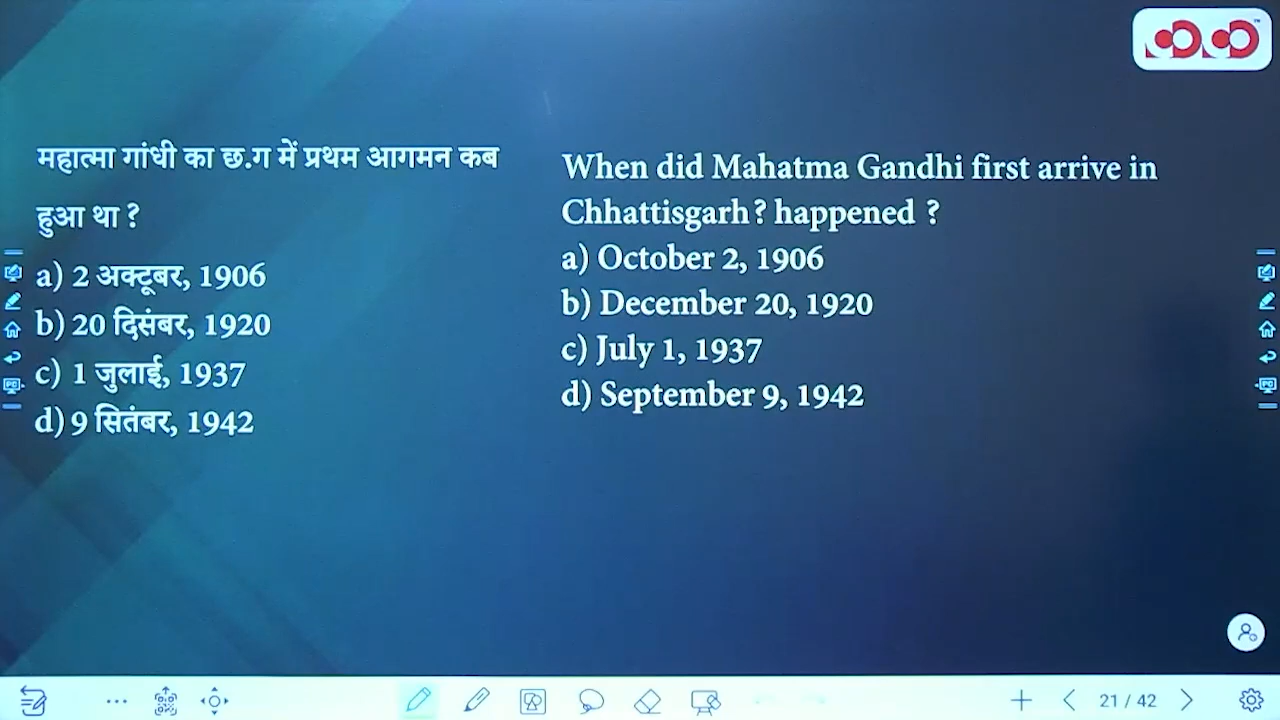 महात्मा गांधी का छ.ग में प्रथम आगमन कब
हुआ था ?
a) 2 अक्टूबर, 1906
b) 20 दिसंबर, 1920
c) 1 जुलाई, 1937
d) 9 सितंबर, 1942
When did Mahatma Gandhi first arrive in
Chhattisgarh? happened ?
a) October 2, 1906
b) December 20, 1920
c) July 1, 1937
d) September 9, 1942
21 / 42